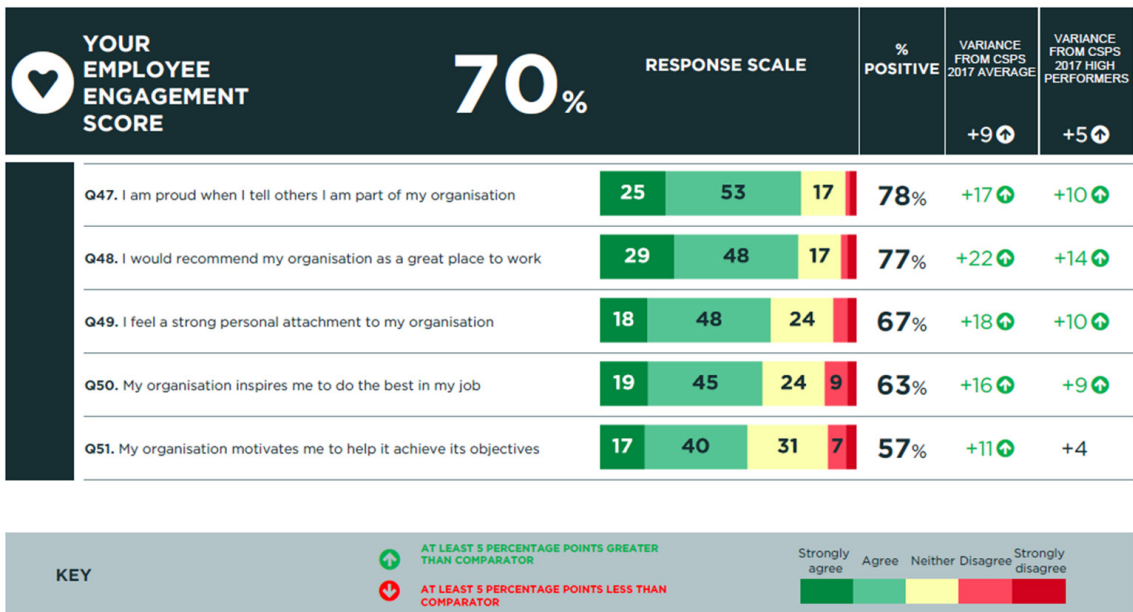 YOUR
EMPLOYEE
ENGAGEMENT
SCORE
70%
RESPONSE SCALE
%
POSITIVE
VARIANCE
FROM CSPS
2017 AVERAGE
+9
VARIANCE
FROM CSPS
2017 HIGH
PERFORMERS
+5
Q47. I am proud when I tell others I am part of my organisation 25 53 17 78% +17 +10
Q48. I would recommend my organisation as a great place to work 29 48 17 77% +22 +14
Q49. I feel a strong personal attachment to my organisation 18 48 24 67% +18 +10
Q50. My organisation inspires me to do the best in my job 19 45 24 9 63% +16 +9
Q51. My organisation motivates me to help it achieve its objectives 17 40 31 7 57% +11 +4
KEY
AT LEAST 5 PERCENTAGE POINTS GREATER
THAN COMPARATOR
AT LEAST 5 PERCENTAGE POINTS LESS THAN
COMPARATOR
Strongly
agree
Agree
Neither
Disagree
Strongly
disagree